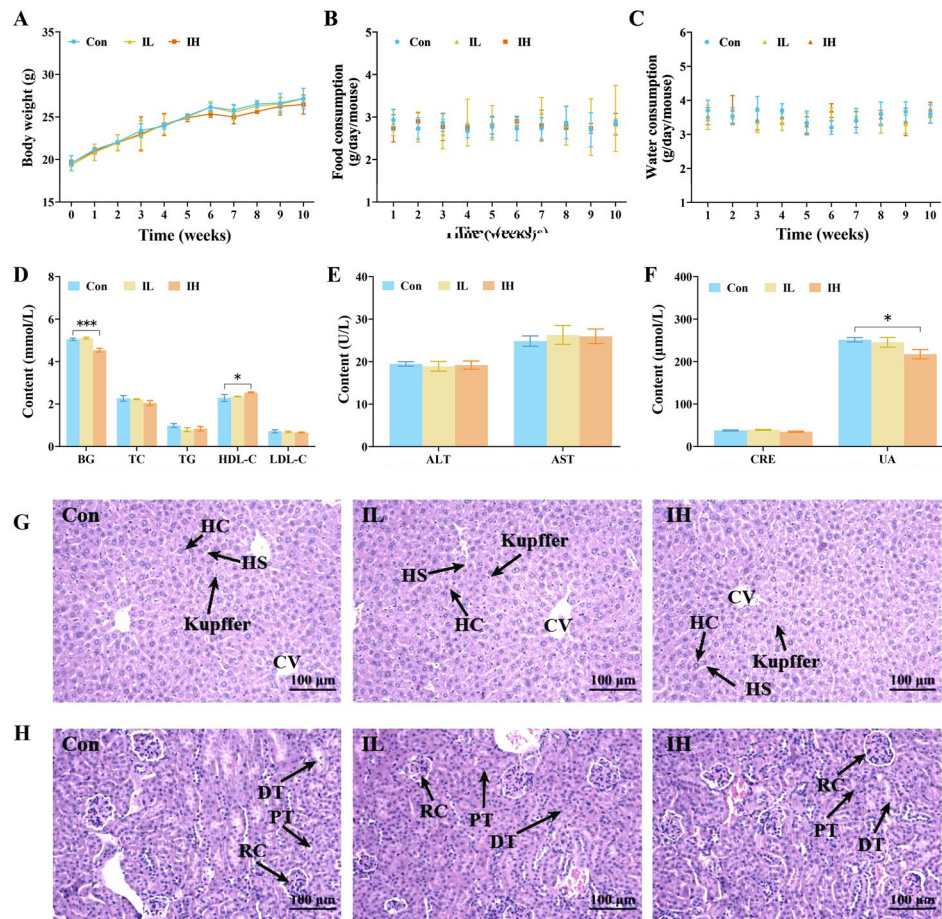 A
Con IL IH
Body weight (g)
30
25
20
15
0 1 2 3 4 5 6 7 8 9 10
Time (weeks)
B
Con IL IH
Food consumption
(g/day/mouse)
5
4
3
2
1
1 2 3 4 5 6 7 8 9 10
C
Con IL IH
Water consumption
(g/day/mouse)
6
5
4
3
2
1
1 2 3 4 5 6 7 8 9 10
Time (weeks)
D
Con IL IH
Content (mmol/L)
8
6
4
2
0
***
*
BG TC TG HDL-C LDL-C
E
Con IL IH
Content (U/L)
40
30
20
10
0
ALT AST
F
Con IL IH
Content (μmol/L)
400
300
200
100
0
*
CRE UA
G
Con
HC
HS
Kupffer
CV
100 μm
IL
Kupffer
HS
HC
CV
100 μm
IH
CV
HC
Kupffer
HS
100 μm
H
Con
DT
PT
RC
100 μm
IL
RC
PT
DT
100 μm
IH
RC
PT
DT
100 μm